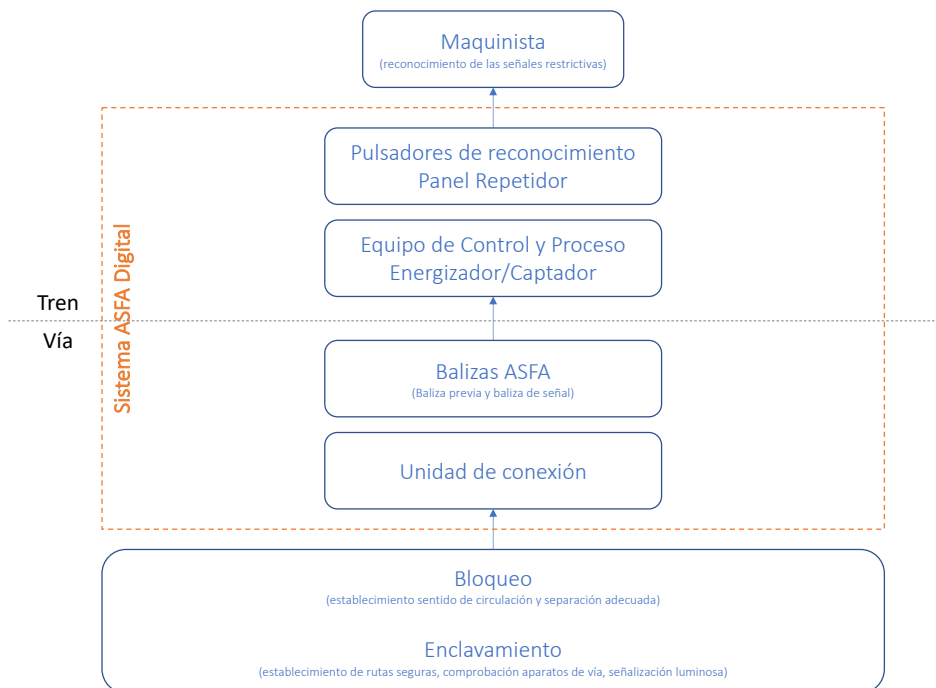 Maquinista
(reconocimiento de las señales restrictivas)
Pulsadores de reconocimiento
Panel Repetidor
Equipo de Control y Proceso
Energizador/Captador
Sistema ASFA Digital
Tren
Vía
Balizas ASFA
(Baliza previa y baliza de señal)
Unidad de conexión
Bloqueo
(establecimiento sentido de circulación y separación adecuada)
Enclavamiento
(establecimiento de rutas seguras, comprobación aparatos de vía, señalización luminosa)